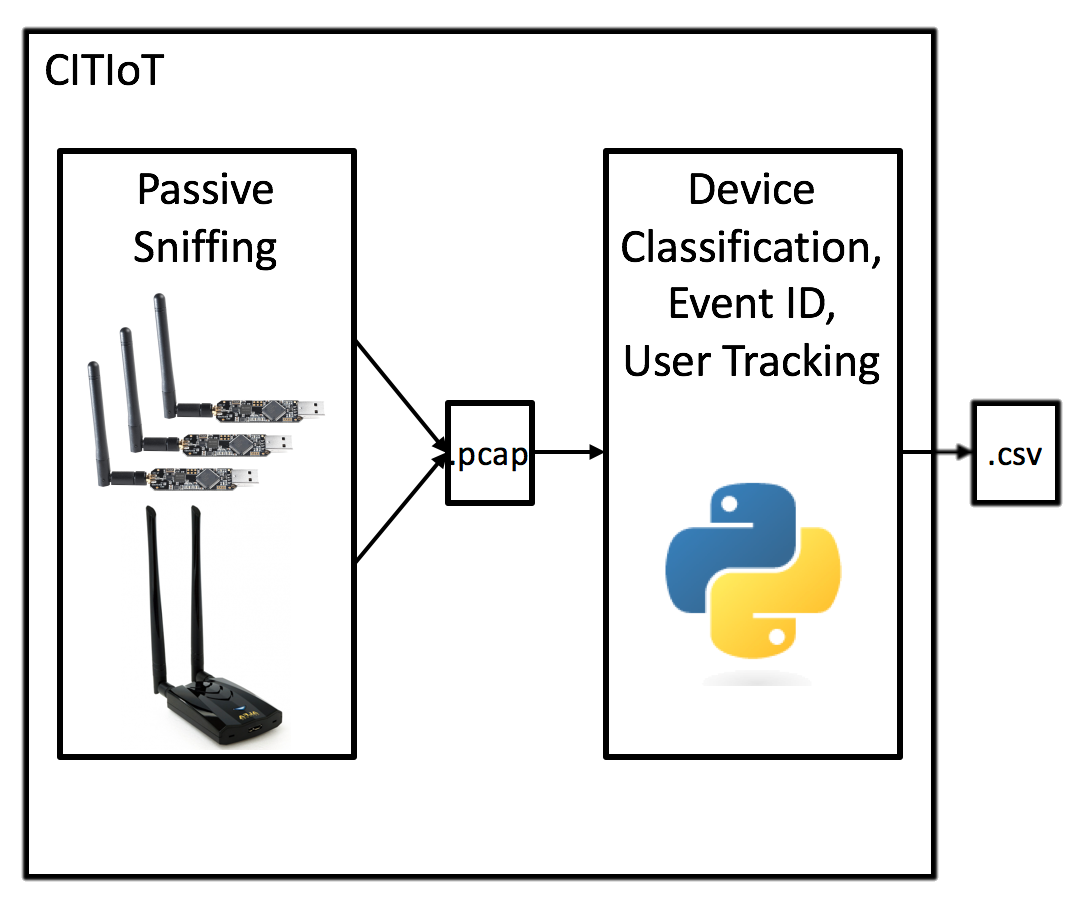 CITIoT
Passive
Sniffing
Device
Classification,
Event ID,
User Tracking
.pcap
.csv